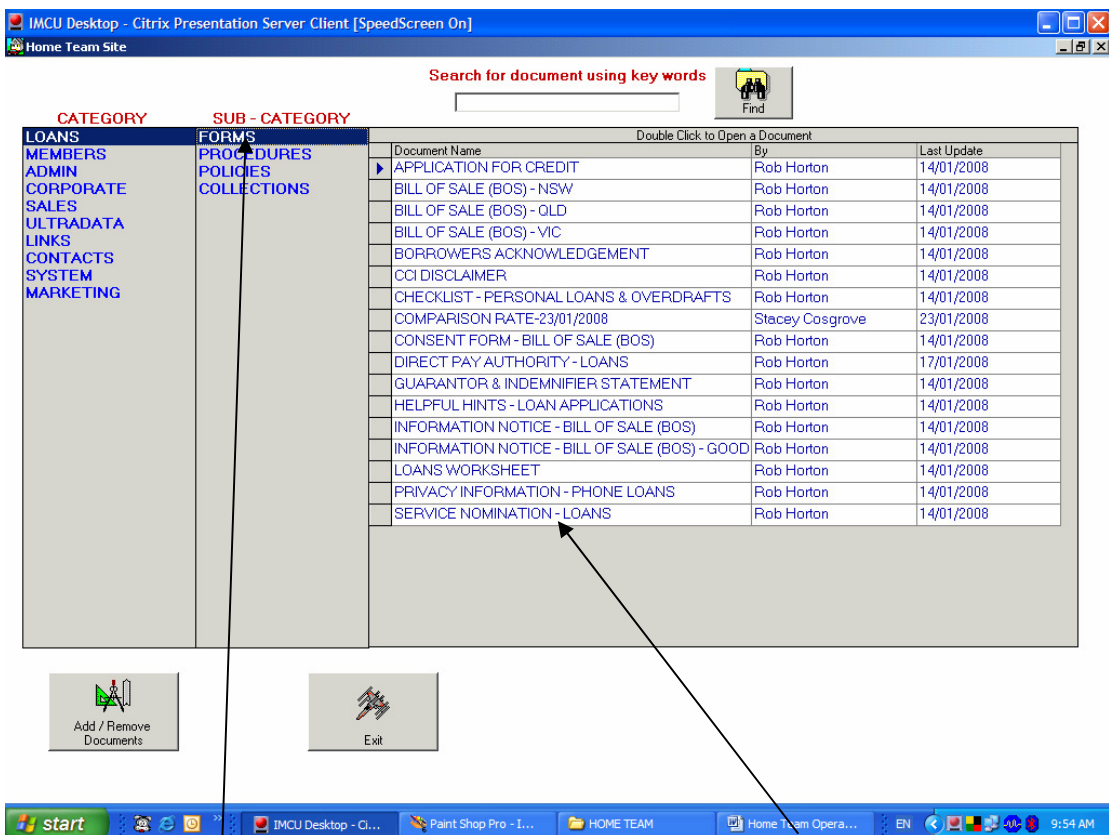 IMCU Desktop - Citrix Presentation Server Client [SpeedScreen On]
Home Team Site
Search for document using key words
Find
CATEGORY SUB - CATEGORY
LOANS FORMS Double Click to Open a Document
MEMBERS PROCEDURES Document Name By Last Update
ADMIN POLICIES APPLICATION FOR CREDIT Rob Horton 14/01/2008
CORPORATE COLLECTIONS BILL OF SALE (BOS) - NSW Rob Horton 14/01/2008
SALES BILL OF SALE (BOS) - QLD Rob Horton 14/01/2008
ULTRADATA BILL OF SALE (BOS) - VIC Rob Horton 14/01/2008
LINKS
CONTACTS BORROWERS ACKNOWLEDGEMENT Rob Horton 14/01/2008
SYSTEM CCI DISCLAIMER Rob Horton 14/01/2008
MARKETING CHECKLIST - PERSONAL LOANS & OVERDRAFTS Rob Horton 14/01/2008
COMPARISON RATE-23/01/2008 Stacey Cosgrove 23/01/2008
CONSENT FORM - BILL OF SALE (BOS) Rob Horton 14/01/2008
DIRECT PAY AUTHORITY - LOANS Rob Horton 17/01/2008
GUARANTOR & INDEMNIFIER STATEMENT Rob Horton 14/01/2008
HELPFUL HINTS - LOAN APPLICATIONS Rob Horton 14/01/2008
INFORMATION NOTICE - BILL OF SALE (BOS) Rob Horton 14/01/2008
INFORMATION NOTICE - BILL OF SALE (BOS) - GOOD Rob Horton 14/01/2008
LOANS WORKSHEET Rob Horton 14/01/2008
PRIVACY INFORMATION - PHONE LOANS Rob Horton 14/01/2008
SERVICE NOMINATION - LOANS Rob Horton 14/01/2008
Add / Remove
Documents
Exit
start IMCU Desktop - Ci... Paint Shop Pro - I... HOME TEAM Home Team Opera... EN 9:54 AM